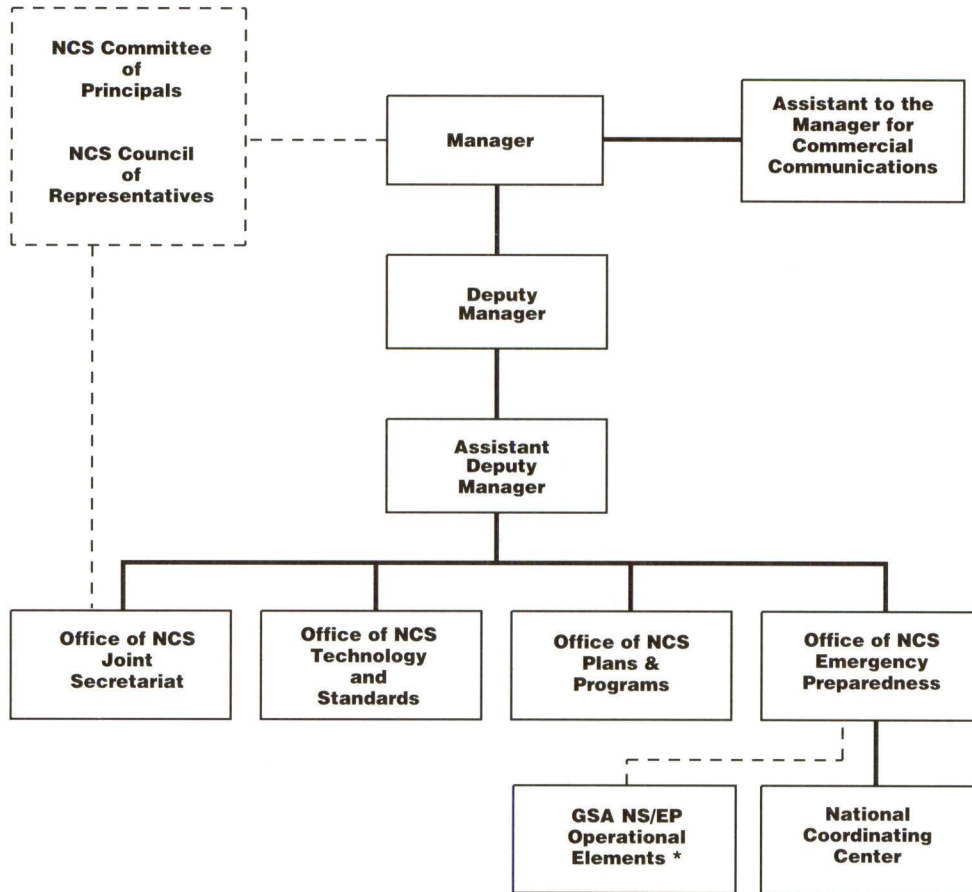 NCS Committee
of
Principals
NCS Council
of
Representatives
Manager
Assistant to the
Manager for
Commercial
Communications
Deputy
Manager
Assistant
Deputy
Manager
Office of NCS
Joint
Secretariat
Office of NCS
Technology
and
Standards
Office of NCS
Plans &
Programs
Office of NCS
Emergency
Preparedness
GSA NS/EP
Operational
Elements *
National
Coordinating
Center